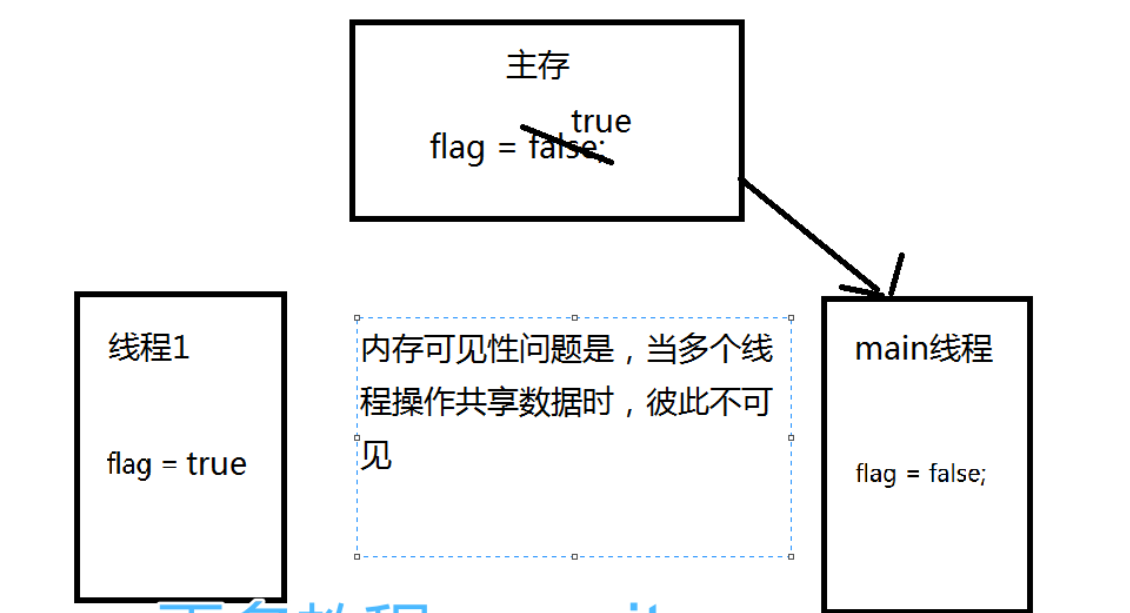 主存
true
flag = false;
线程1
flag = true
内存可见性问题是，当多个线
程操作共享数据时，彼此不可
见
main线程
flag = false;